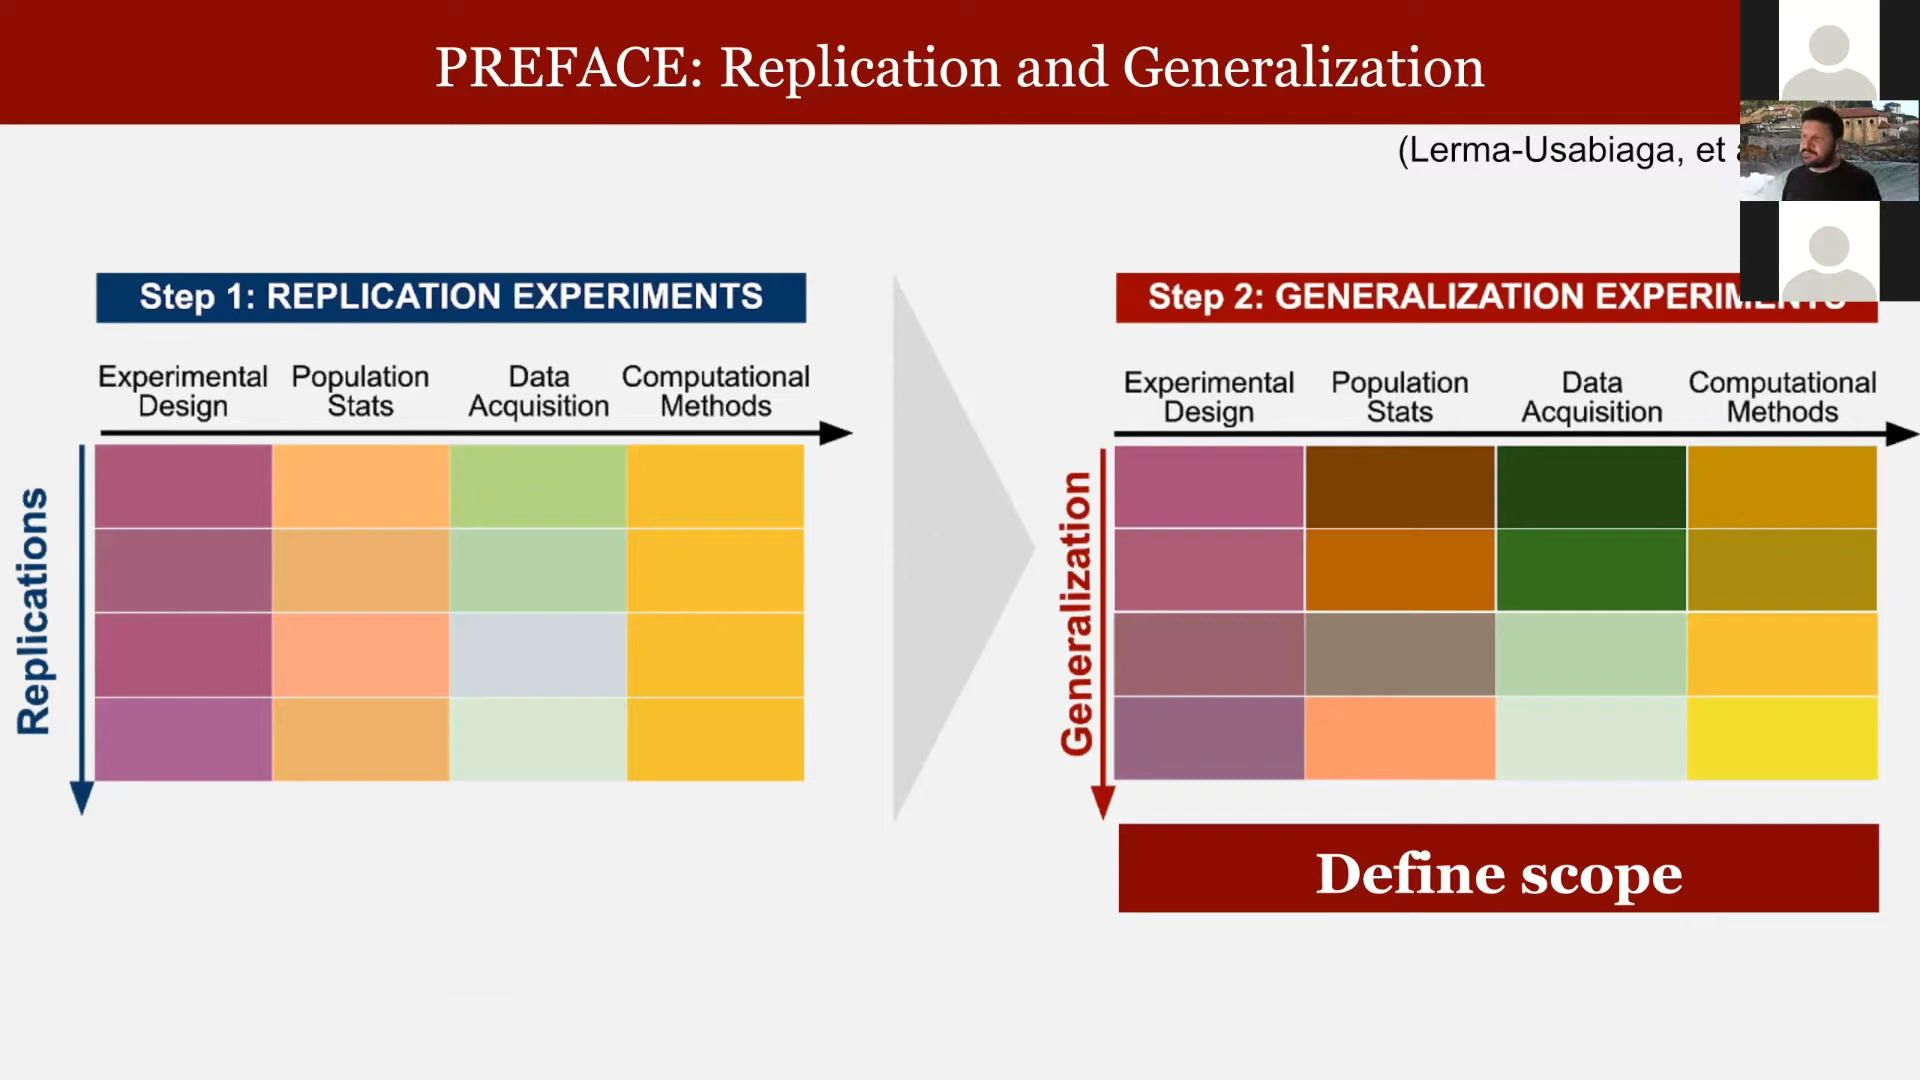 PREFACE: Replication and Generalization
(Lerma-Usabiaga, et
Step 1: REPLICATION EXPERIMENTS
Experimental Design
Population Stats
Data Acquisition
Computational Methods
Replications
Step 2: GENERALIZATION EXPERIMENTS
Experimental Design
Population Stats
Data Acquisition
Computational Methods
Generalization
Define scope